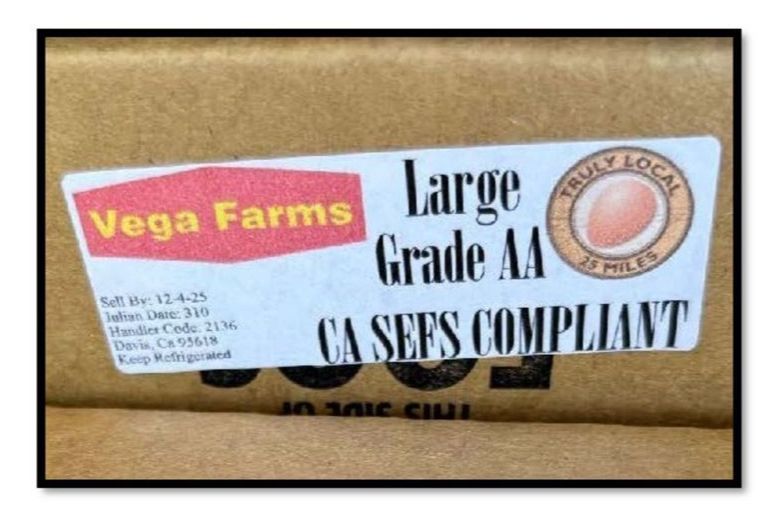 Vega Farms
Large
Grade AA
TRULY LOCAL
25 MILES
Sell By: 12-4-25
Julian Date: 310
Handler Code: 2136
Davis, Ca 95618
Keep Refrigerated
CA SEFS COMPLIANT
THIS SIDE UP